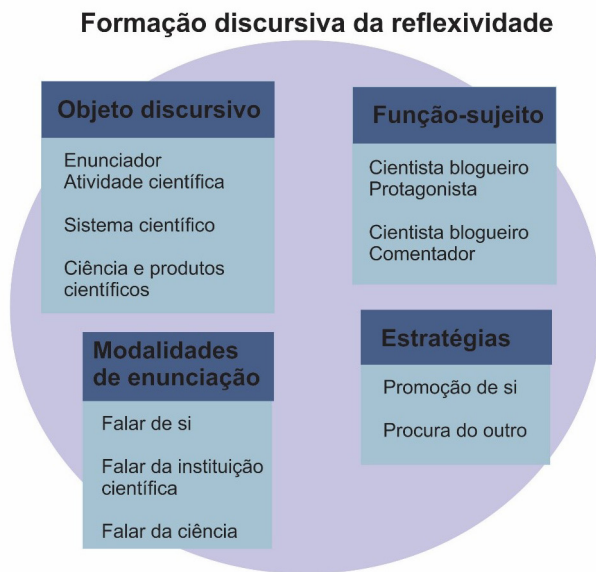 Formação discursiva da reflexividade
Objeto discursivo
Enunciador
Atividade científica
Sistema científico
Ciência e produtos
científicos
Função-sujeito
Cientista blogueiro
Protagonista
Cientista blogueiro
Comentador
Modalidades
de enunciação
Falar de si
Falar da instituição
científica
Falar da ciência
Estratégias
Promoção de si
Procura do outro